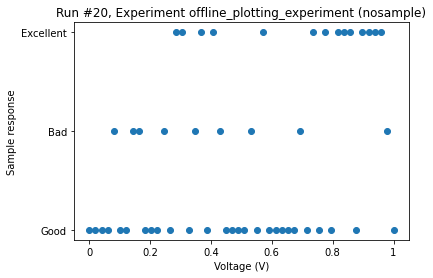 Run #20, Experiment offline_plotting_experiment (nosample)
Excellent
Bad
Good
Sample response
0
0.2
0.4
0.6
0.8
1
Voltage (V)